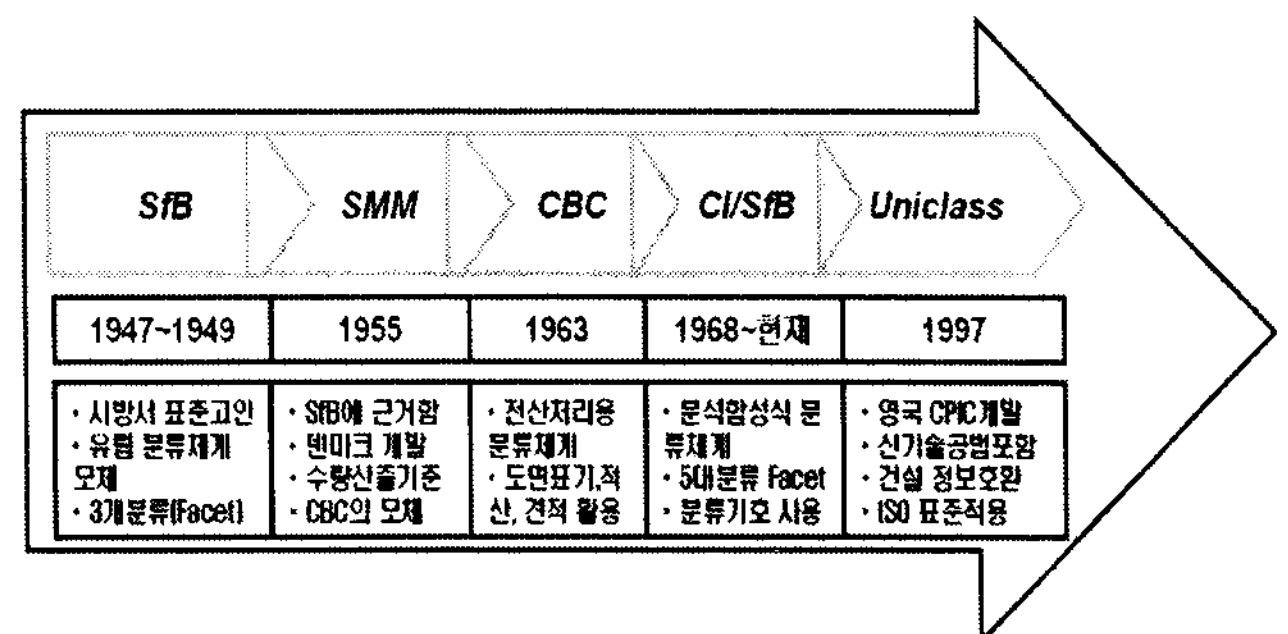 SfB
SMM
CBC
CI/SfB
Uniclass
1947~1949
1955
1963
1968~현재
1997
· 시방서 표준고인
· 유럽 분류체계
모체
· 3개분류(Facet)
· SfB에 근거함
· 덴마크 개발
· 수량산출기준
· CBC의 모체
· 전산처리용
분류체계
· 도면표기,적
산, 견적 활용
· 분석합성식 분
류체계
· 5대분류 Facet
· 분류기호 사용
· 영국 CPIC개발
· 신기술공법포함
· 건설 정보호환
· ISO 표준적용